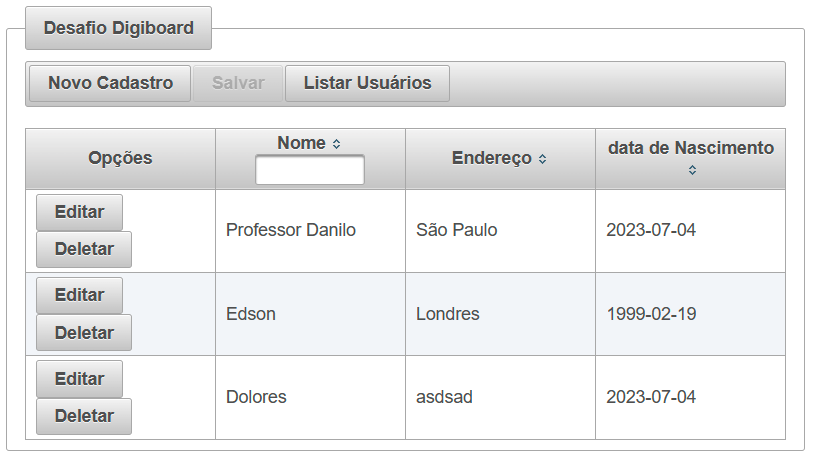 Desafio Digiboard
Novo Cadastro Salvar Listar Usuários
Opções Nome Endereço data de Nascimento
Editar
Deletar
Professor Danilo São Paulo 2023-07-04
Editar
Deletar
Edson Londres 1999-02-19
Editar
Deletar
Dolores asdsad 2023-07-04